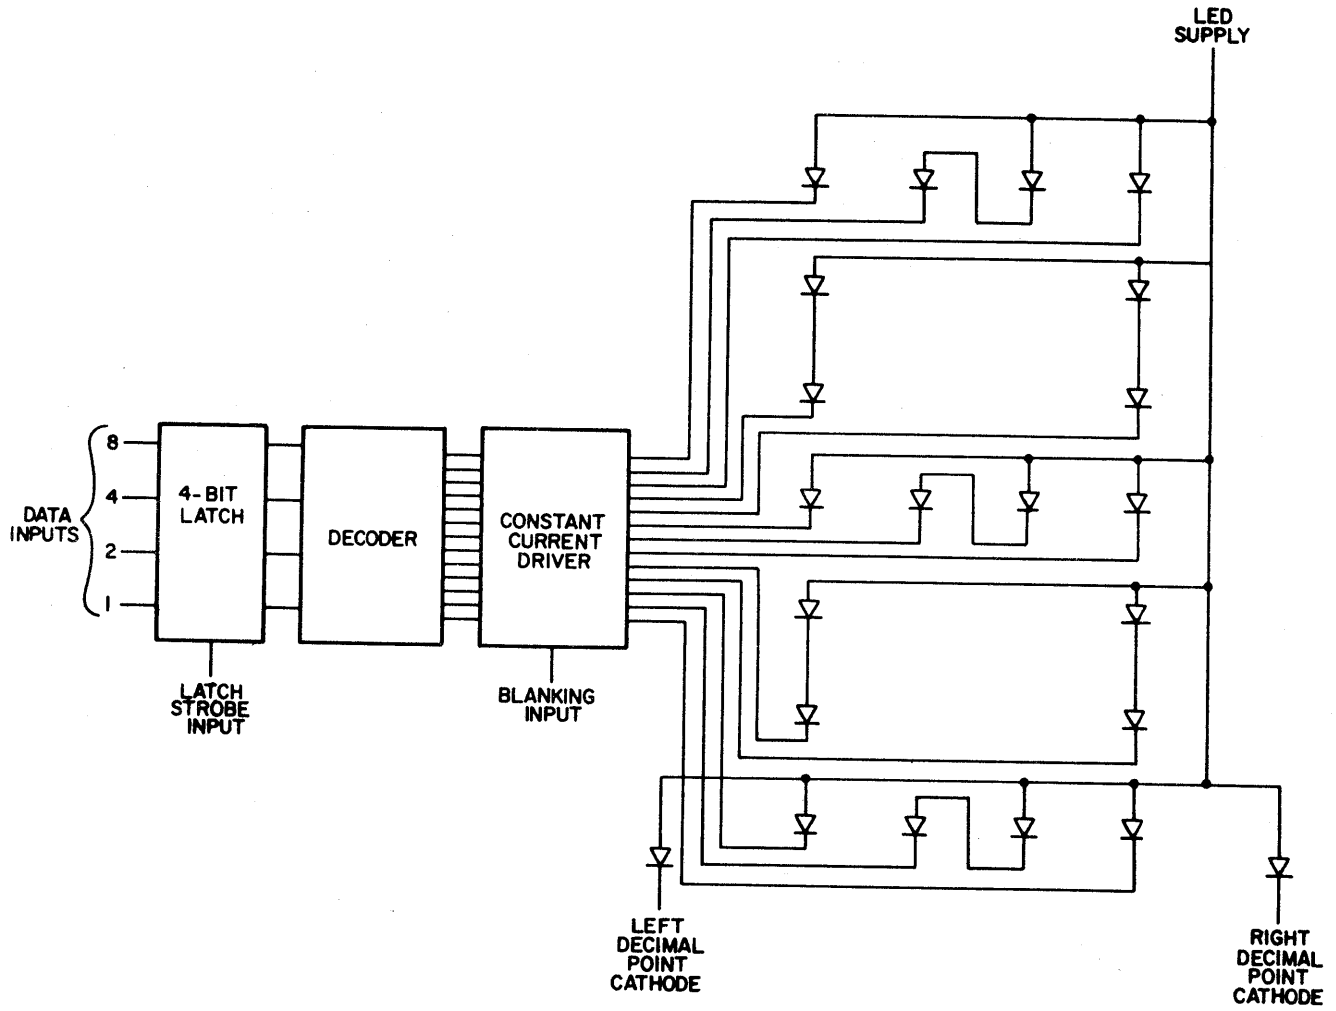 LED
SUPPLY
8
4
2
1
DATA
INPUTS
4-BIT
LATCH
DECODER
CONSTANT
CURRENT
DRIVER
LATCH
STROBE
INPUT
BLANKING
INPUT
LEFT
DECIMAL
POINT
CATHODE
RIGHT
DECIMAL
POINT
CATHODE